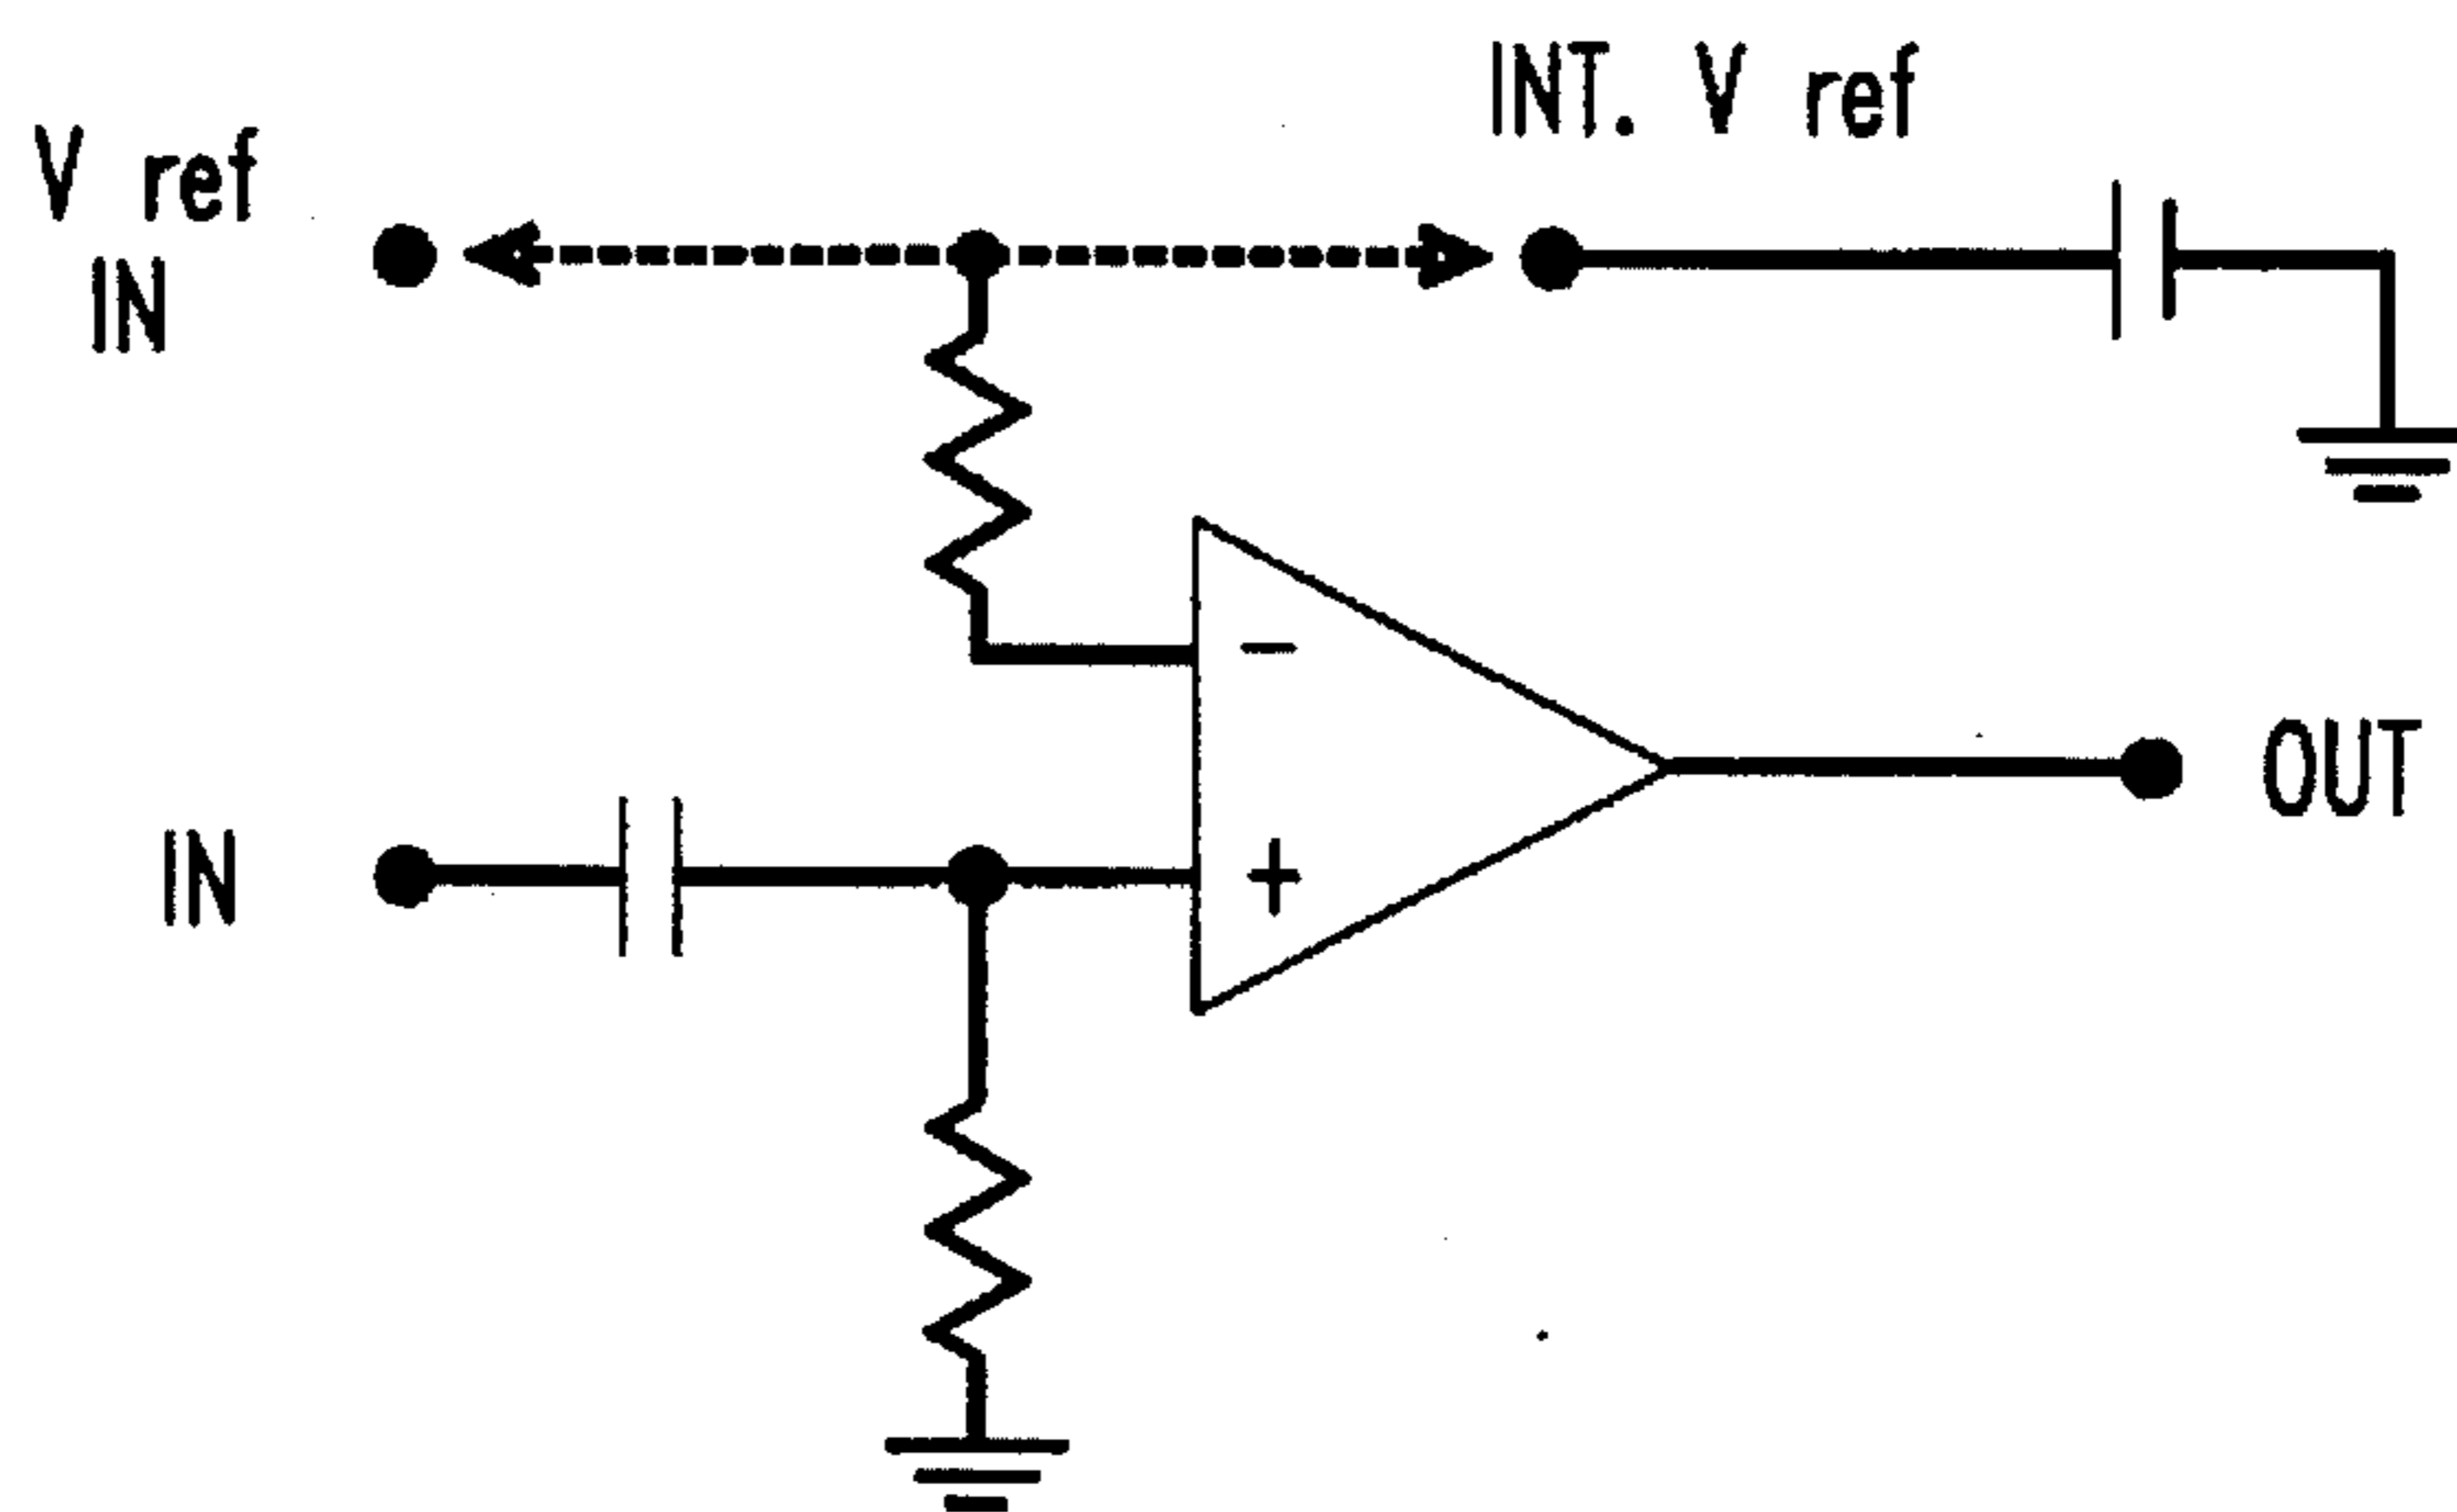 V ref
IN
INT. V ref
−
+
IN
OUT